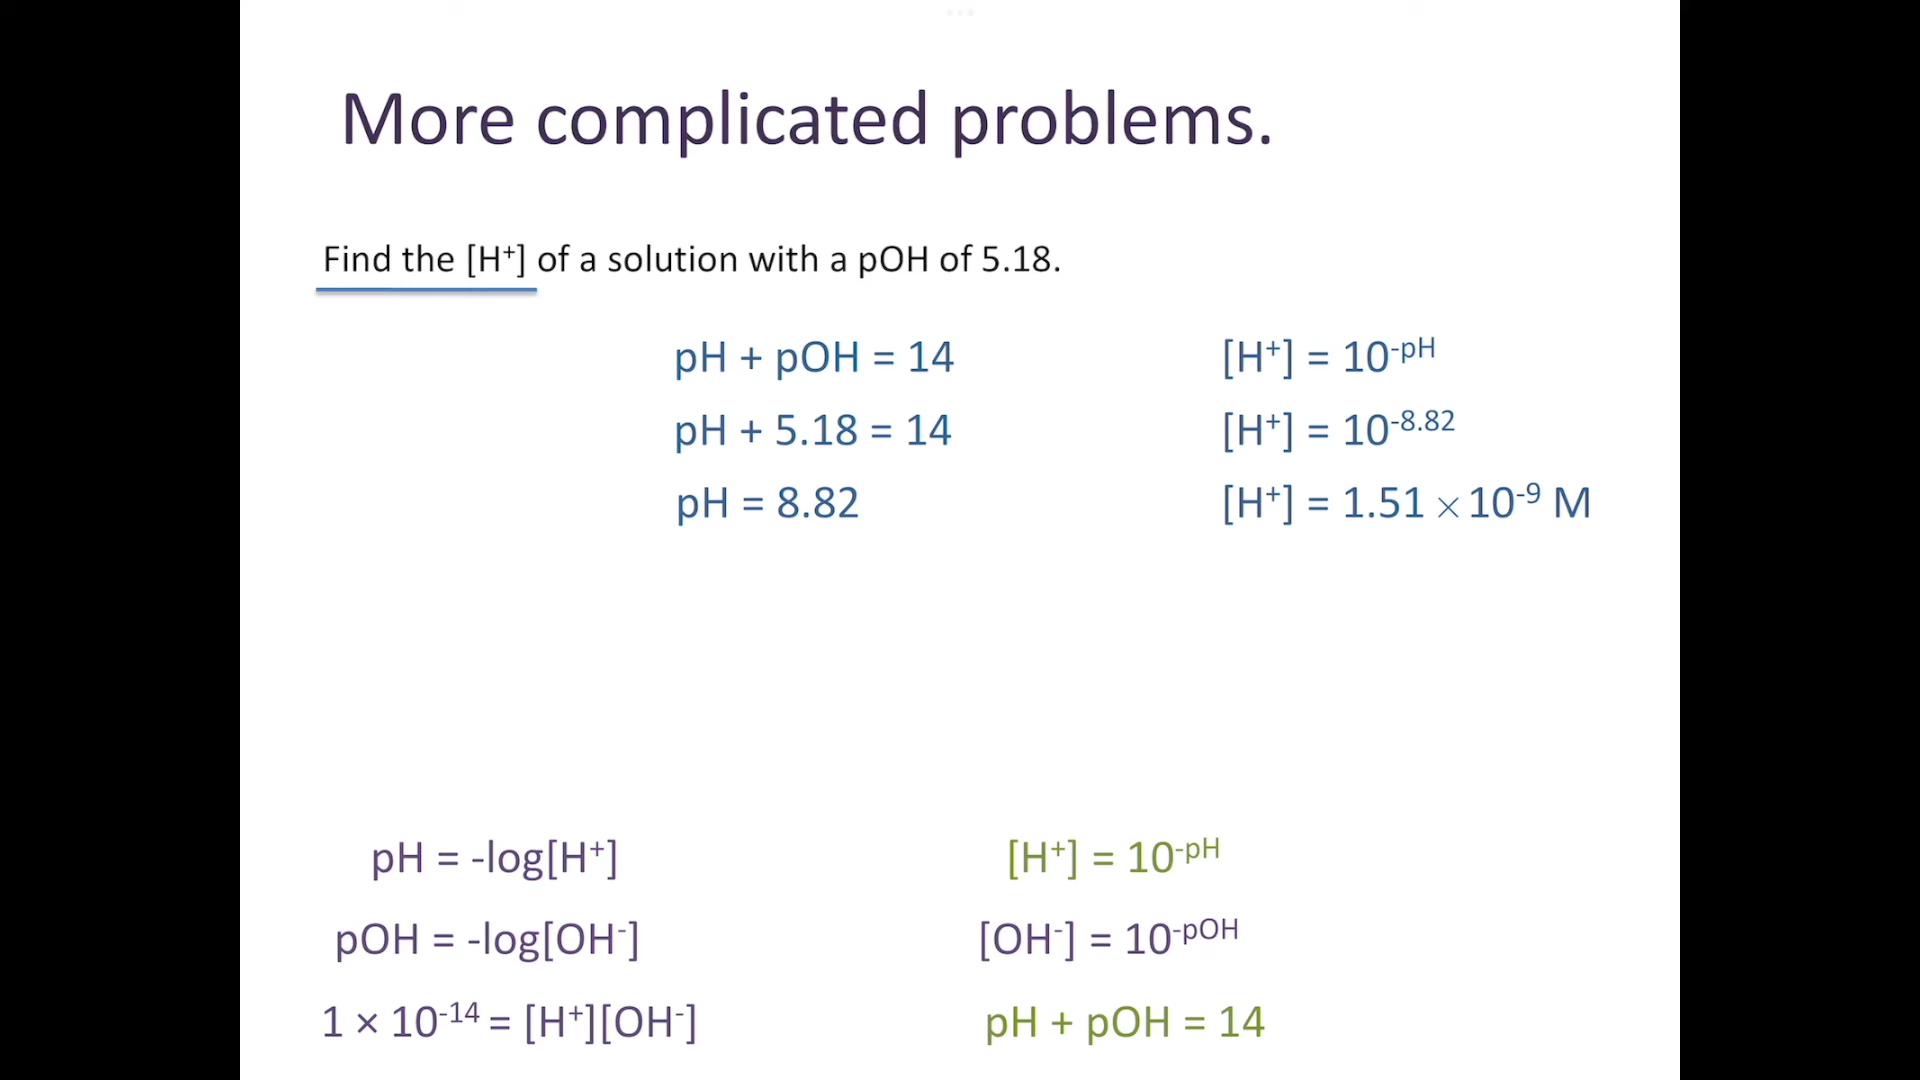 More complicated problems.
Find the [H⁺] of a solution with a pOH of 5.18.
pH + pOH = 14
[H⁺] = 10⁻ᵖᴴ
pH + 5.18 = 14
[H⁺] = 10⁻⁸·⁸²
pH = 8.82
[H⁺] = 1.51 × 10⁻⁹ M
pH = -log[H⁺]
[H⁺] = 10⁻ᵖᴴ
pOH = -log[OH⁻]
[OH⁻] = 10⁻ᵖᴼᴴ
1 × 10⁻¹⁴ = [H⁺][OH⁻]
pH + pOH = 14